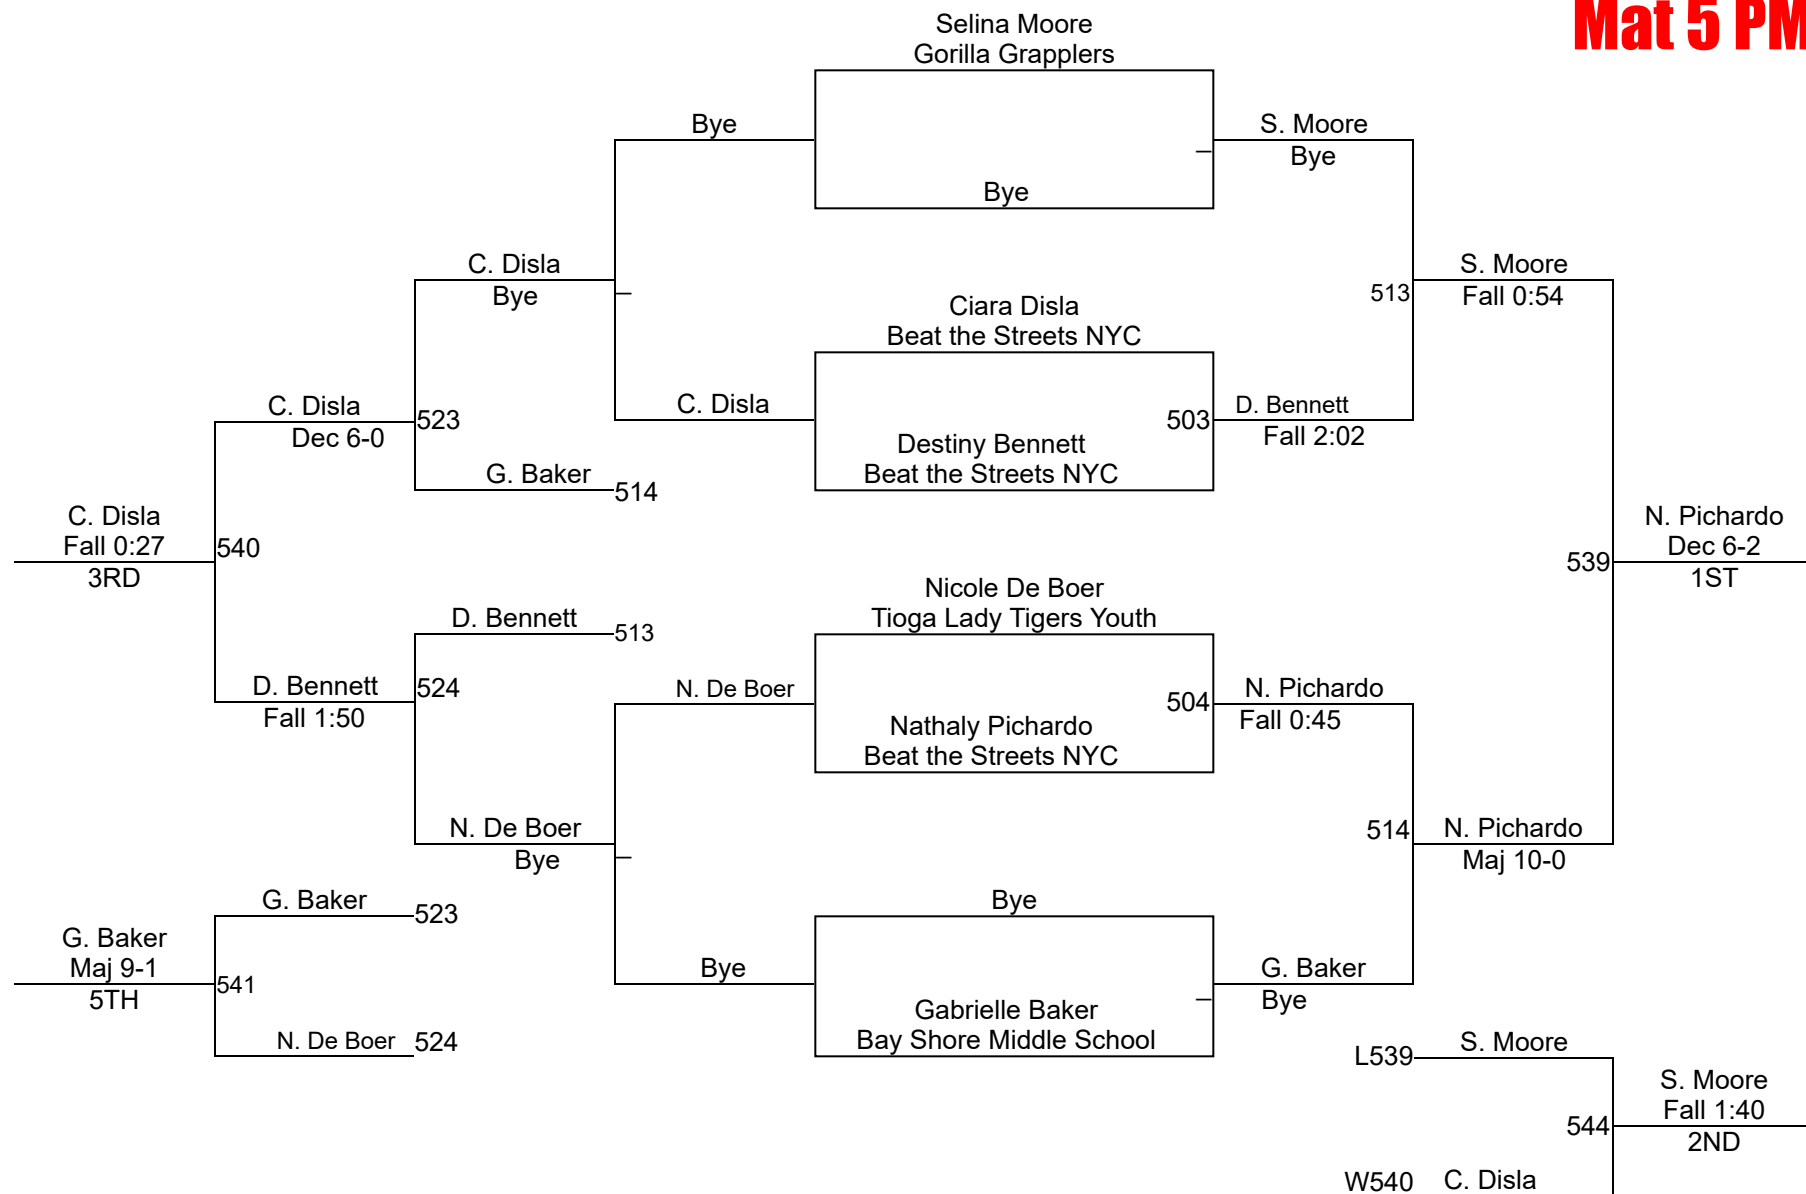 Mat 5 PM
Selina Moore
Gorilla Grapplers
Bye
S. Moore
Bye
Bye
C. Disla
Bye
S. Moore
Fall 0:54
513
Ciara Disla
Beat the Streets NYC
C. Disla
Dec 6-0
523
C. Disla
503
D. Bennett
Fall 2:02
Destiny Bennett
Beat the Streets NYC
G. Baker
514
C. Disla
Fall 0:27
3RD
540
N. Pichardo
Dec 6-2
1ST
539
Nicole De Boer
Tioga Lady Tigers Youth
D. Bennett
513
D. Bennett
Fall 1:50
524
N. De Boer
504
N. Pichardo
Fall 0:45
Nathaly Pichardo
Beat the Streets NYC
N. De Boer
Bye
514
N. Pichardo
Maj 10-0
G. Baker
523
Bye
G. Baker
Maj 9-1
5TH
541
Bye
G. Baker
Bye
Gabrielle Baker
Bay Shore Middle School
N. De Boer
524
L539
S. Moore
S. Moore
Fall 1:40
2ND
544
W540
C. Disla